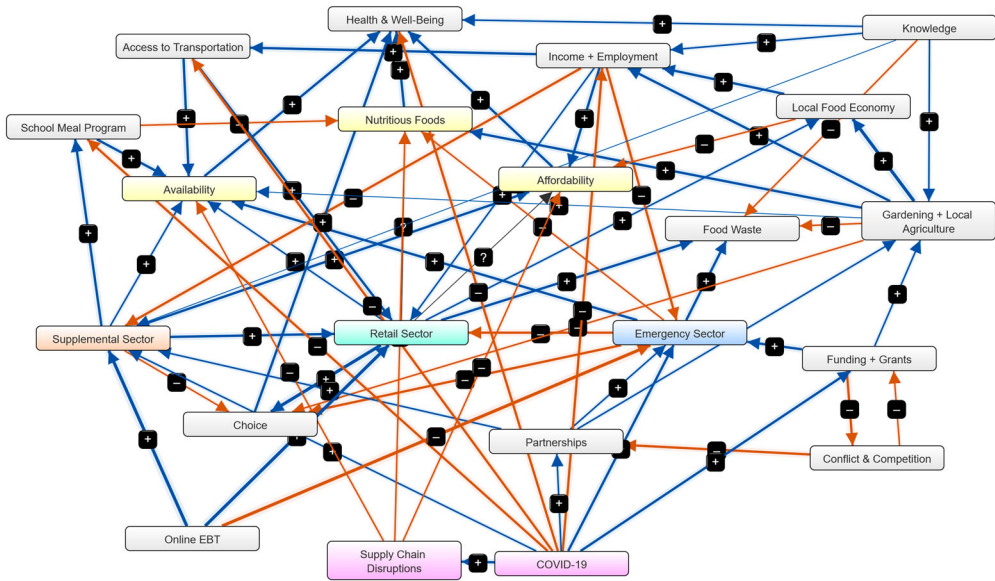 Health & Well-Being
Knowledge
Access to Transportation
Income + Employment
Local Food Economy
School Meal Program
Nutritious Foods
Availability
Affordability
Gardening + Local
Agriculture
Food Waste
Supplemental Sector
Retail Sector
Emergency Sector
Funding + Grants
Choice
Partnerships
Conflict & Competition
Online EBT
Supply Chain
Disruptions
COVID-19